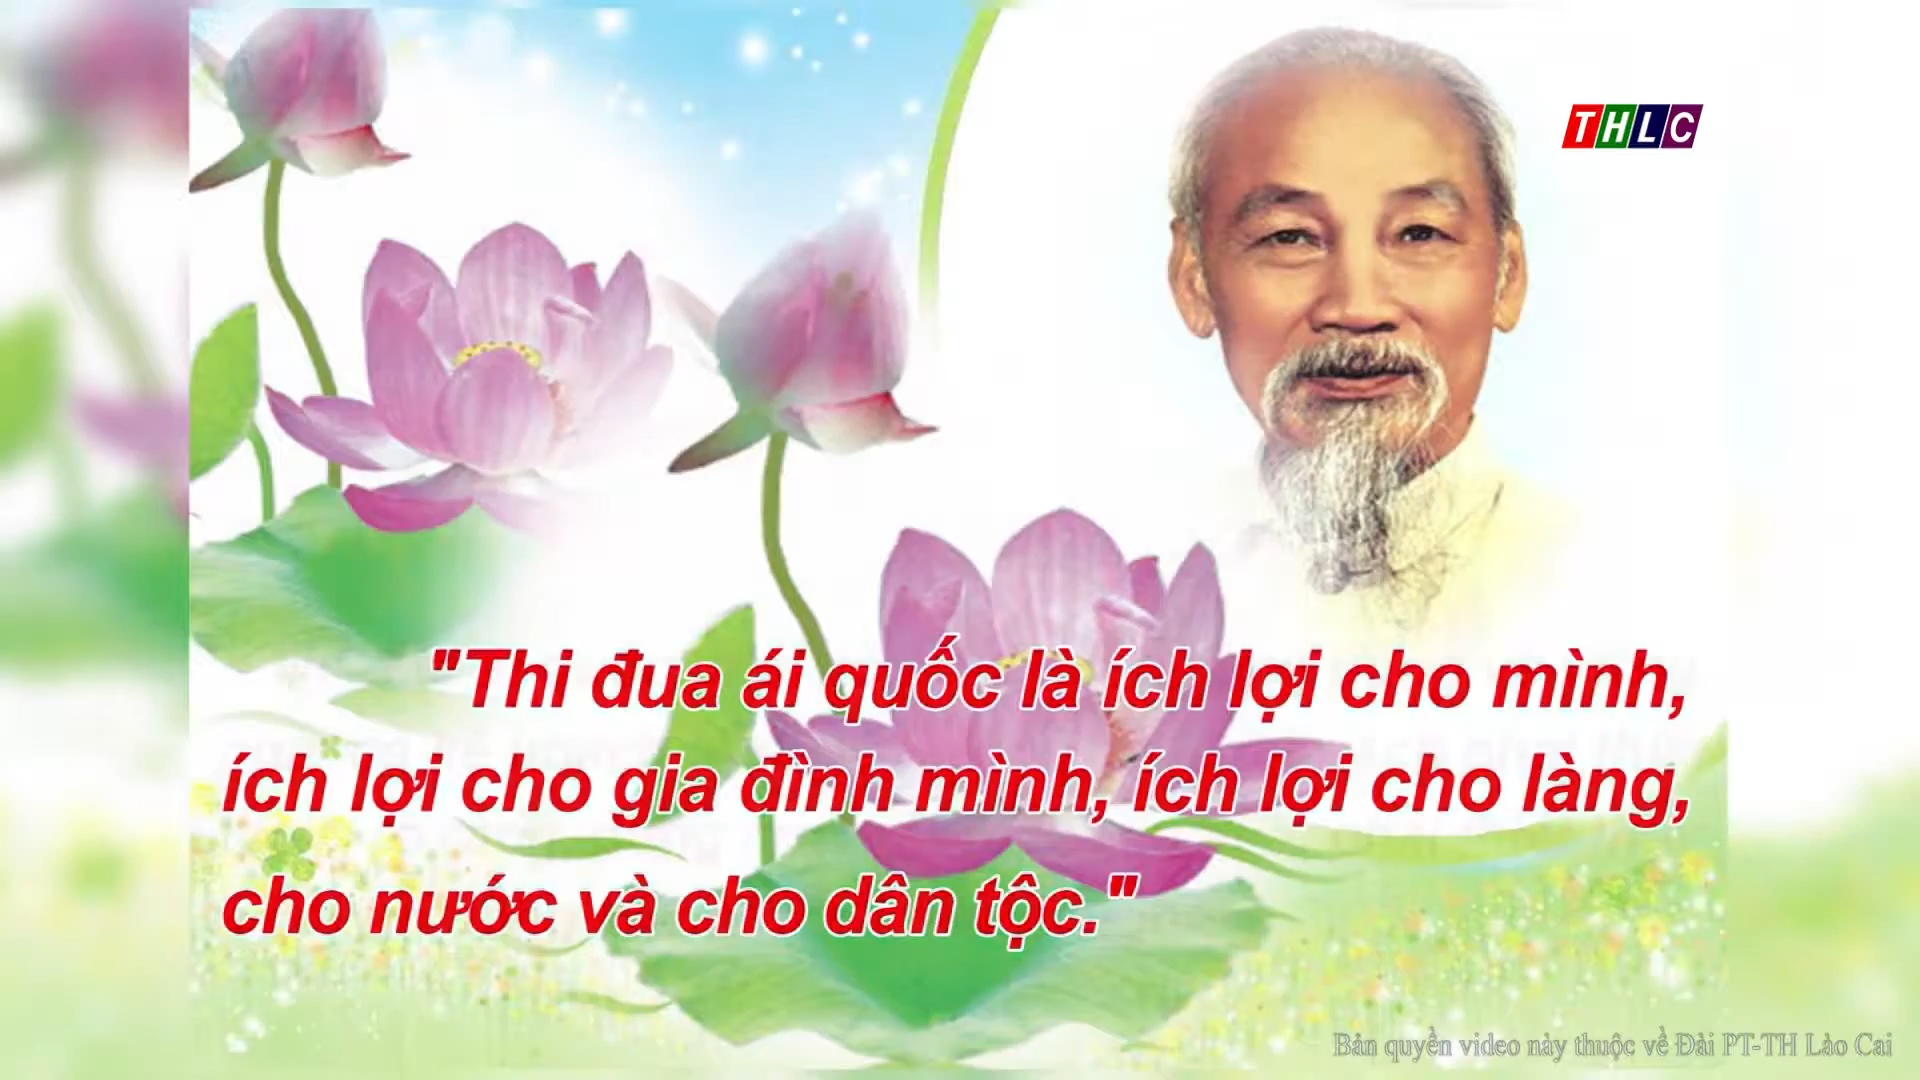 THLC
"Thi đua ái quốc là ích lợi cho mình,
ích lợi cho gia đình mình, ích lợi cho làng,
cho nước và cho dân tộc."
Bản quyền video này thuộc về Đài PT-TH Lào Cai